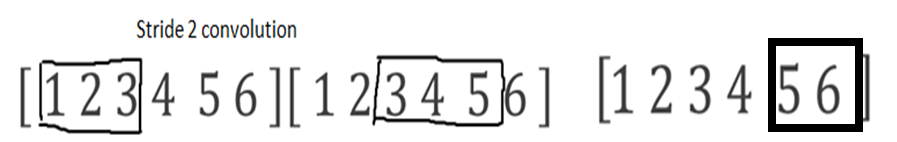 Stride 2 convolution
[1 2 3 4 5 6][1 2 3 4 5 6] [1 2 3 4 5 6]